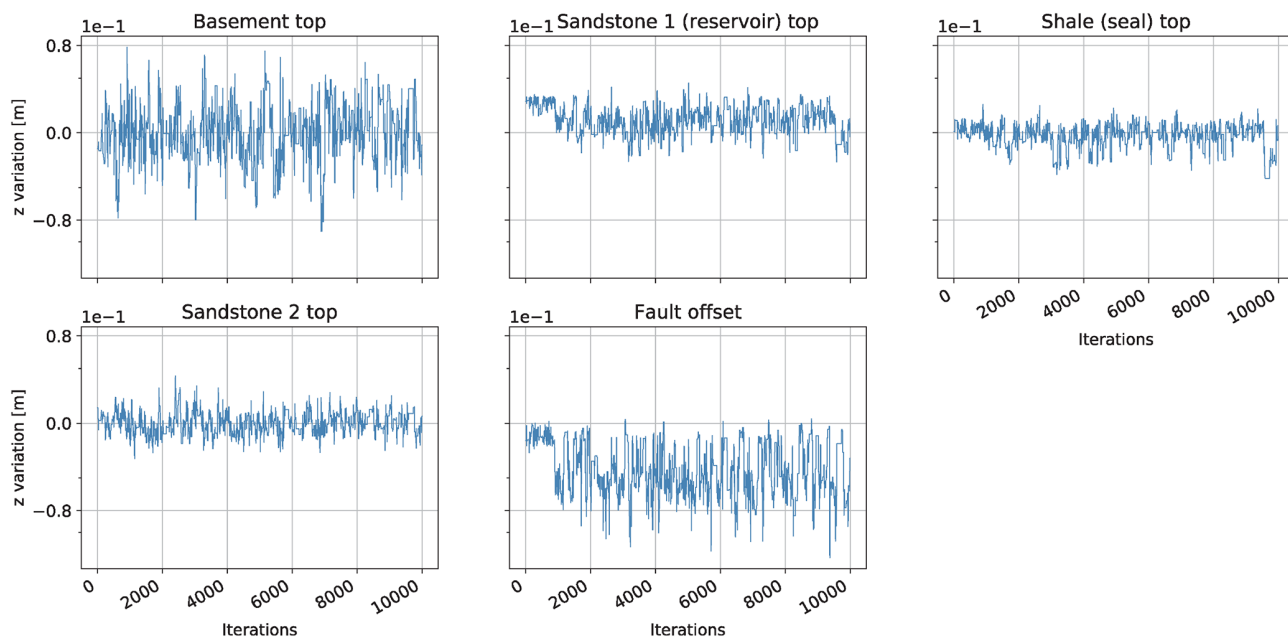 Basement top
1e−1
0.8
0.0
−0.8
z variation [m]
Sandstone 1 (reservoir) top
1e−1
Shale (seal) top
1e−1
0
2000
4000
6000
8000
10000
Iterations
Sandstone 2 top
1e−1
0.8
0.0
−0.8
z variation [m]
0
2000
4000
6000
8000
10000
Iterations
Fault offset
1e−1
0
2000
4000
6000
8000
10000
Iterations